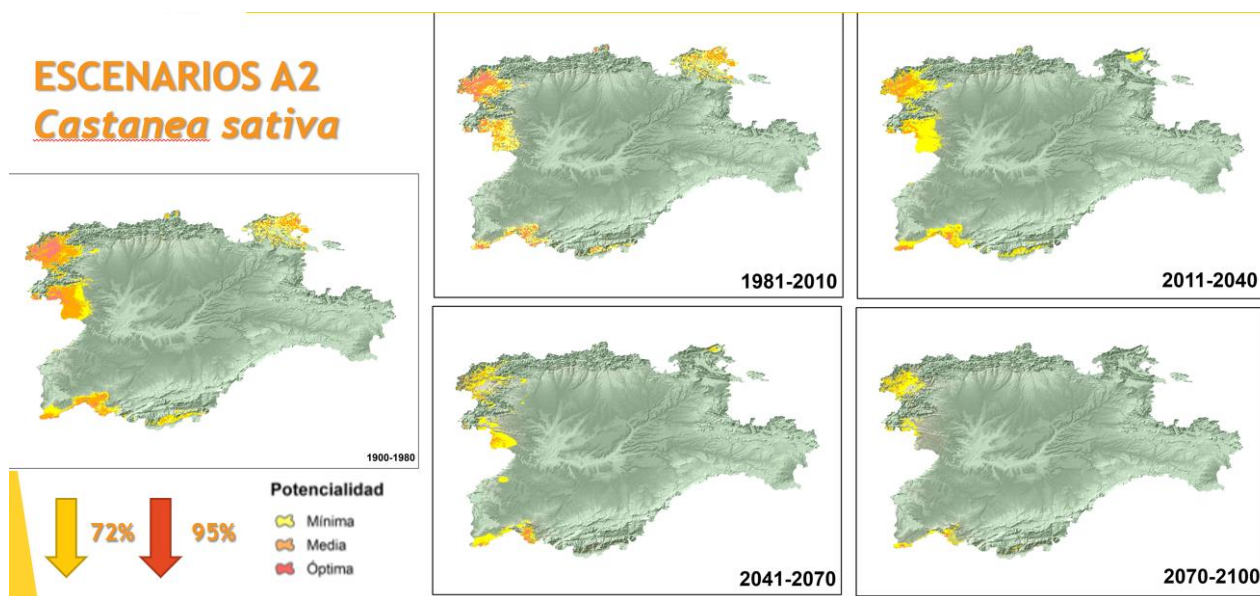 ESCENARIOS A2
Castanea sativa
1900-1980
1981-2010
2011-2040
2041-2070
2070-2100
72%
95%
Potencialidad
Mínima
Media
Óptima